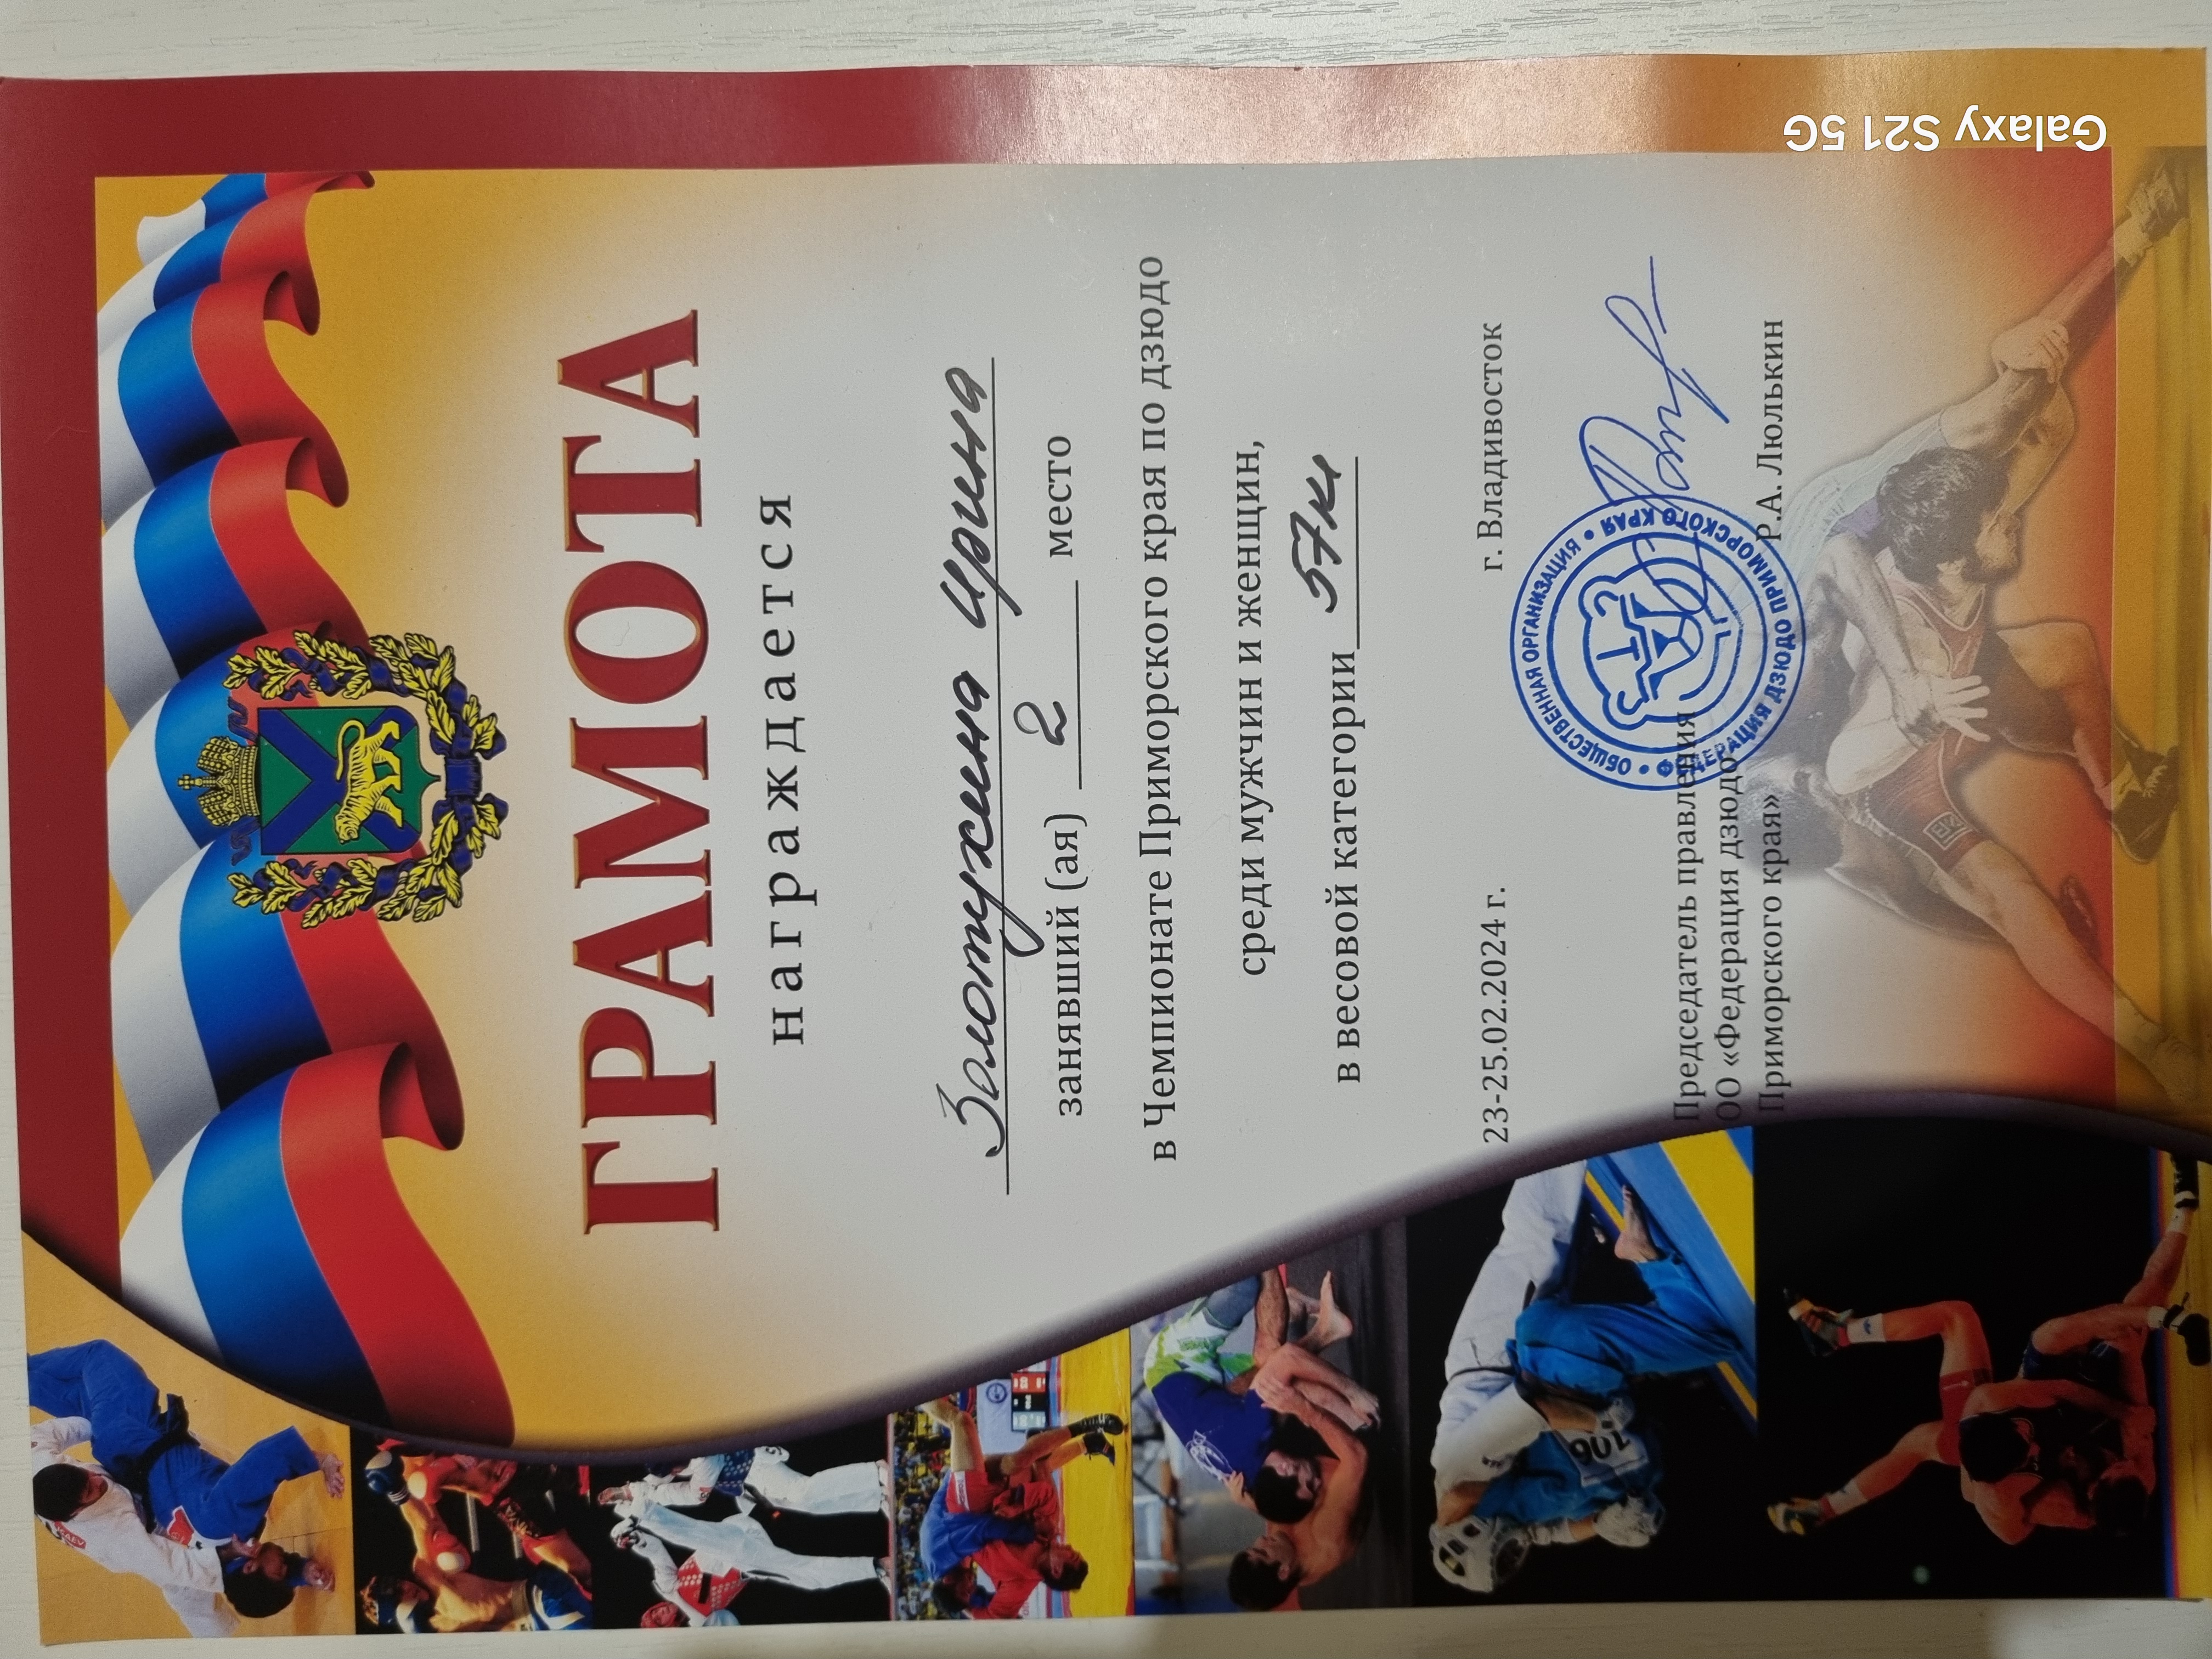 ГРАМОТА
награждается
Золотухина Ирина
занявший (ая) 2 место
в Чемпионате Приморского края по дзюдо
среди мужчин и женщин,
в весовой категории 57кг
23-25.02.2024 г. г. Владивосток
Председатель правления
ОО «Федерация дзюдо
Приморского края» Р.А. Люлькин
ОБЩЕСТВЕННАЯ ОРГАНИЗАЦИЯ
ФЕДЕРАЦИЯ ДЗЮДО ПРИМОРСКОГО КРАЯ
106
Galaxy S21 5G